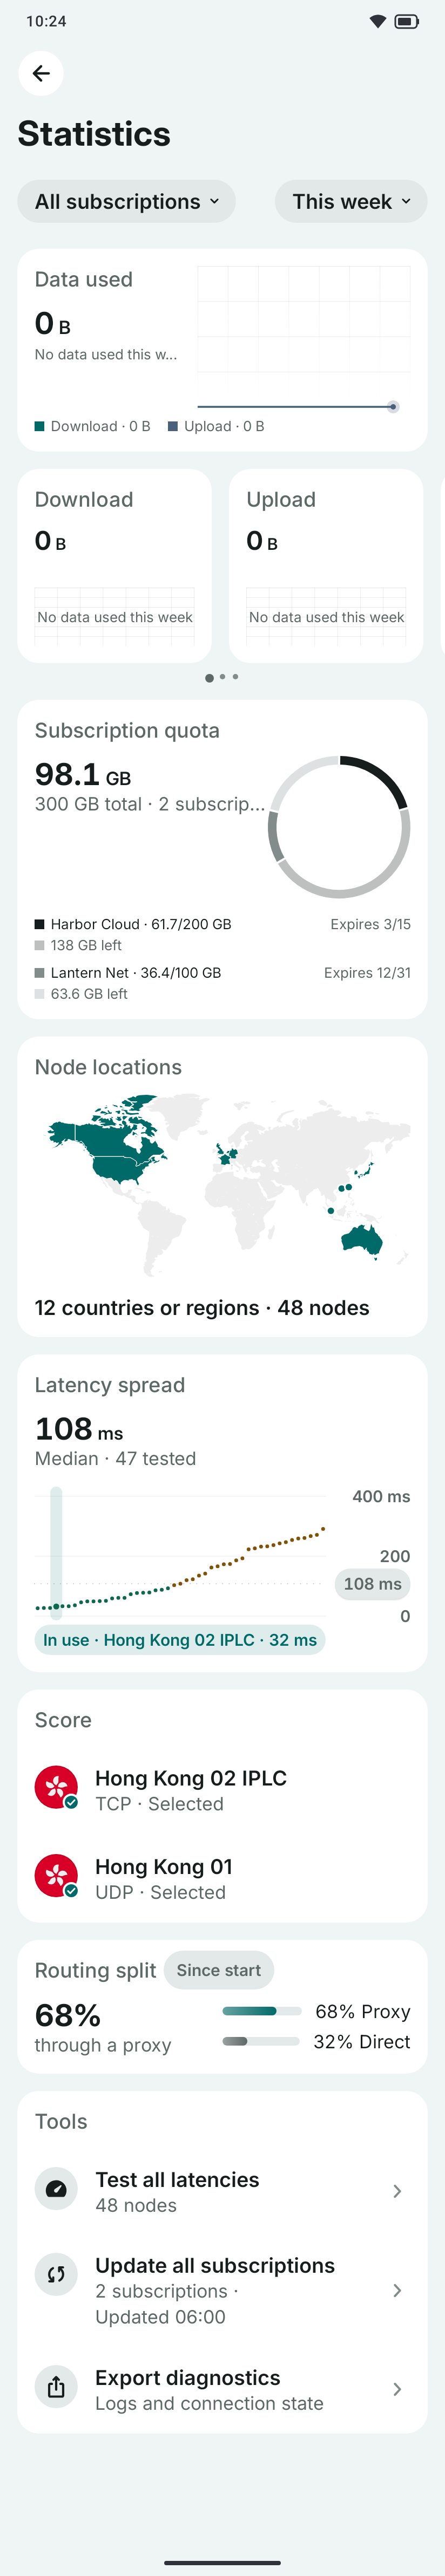 10:24
Statistics
All subscriptions
This week
Data used
0 B
No data used this w...
Download · 0 B
Upload · 0 B
Download
0 B
No data used this week
Upload
0 B
No data used this week
Subscription quota
98.1 GB
300 GB total · 2 subscrip...
Harbor Cloud · 61.7/200 GB
Expires 3/15
138 GB left
Lantern Net · 36.4/100 GB
Expires 12/31
63.6 GB left
Node locations
12 countries or regions · 48 nodes
Latency spread
108 ms
Median · 47 tested
400 ms
200
108 ms
0
In use · Hong Kong 02 IPLC · 32 ms
Score
Hong Kong 02 IPLC
TCP · Selected
Hong Kong 01
UDP · Selected
Routing split
Since start
68%
through a proxy
68% Proxy
32% Direct
Tools
Test all latencies
48 nodes
Update all subscriptions
2 subscriptions ·
Updated 06:00
Export diagnostics
Logs and connection state